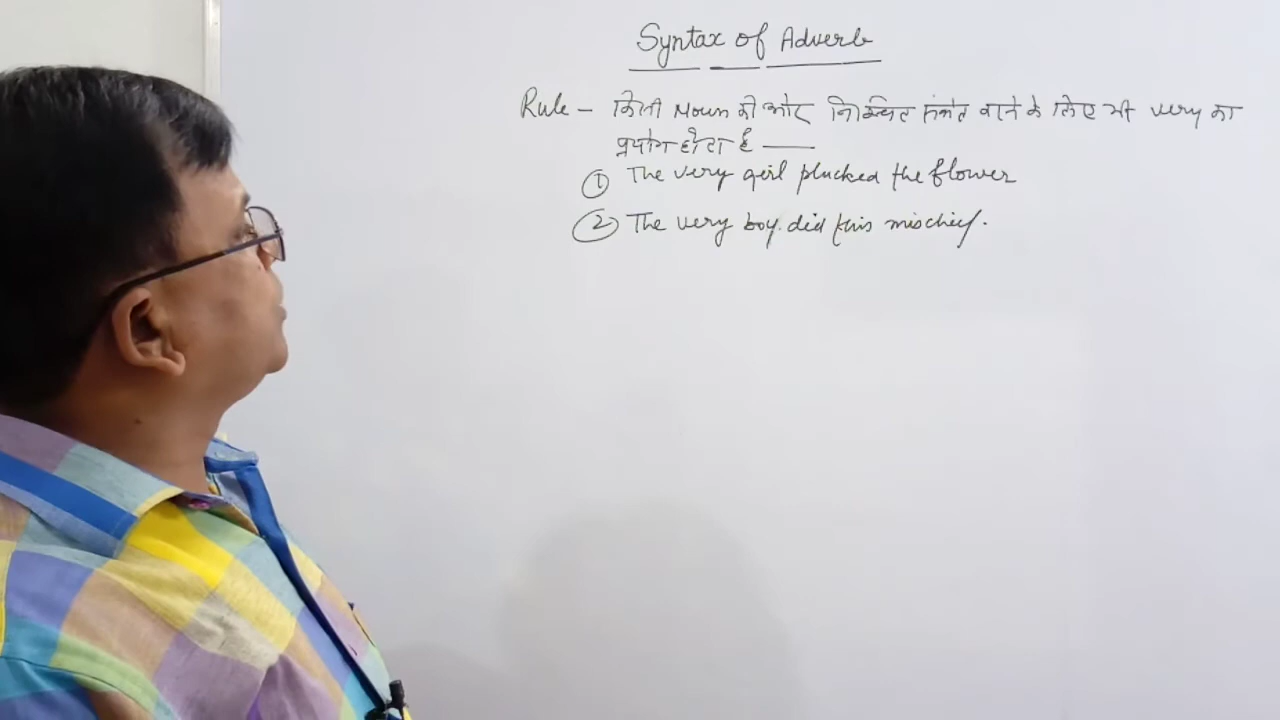 Syntax of Adverb
Rule - किसी Noun की ओर निश्चित संकेत करने के लिए भी very का
प्रयोग होता है —
① The very girl plucked the flower
② The very boy did this mischief.